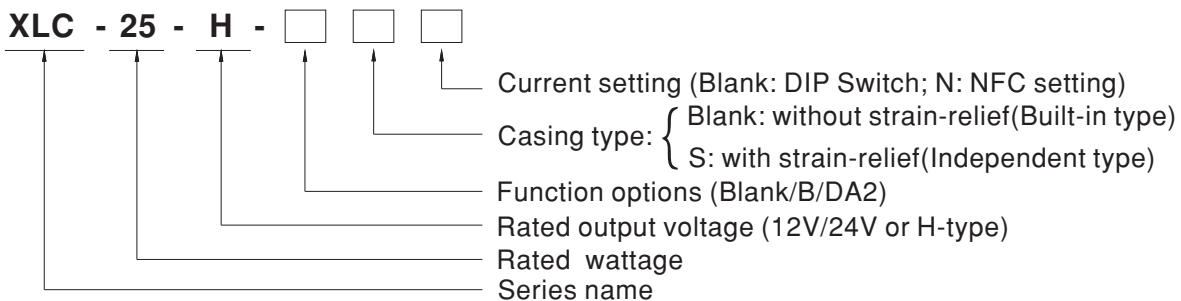 XLC - 25 - H -
Current setting (Blank: DIP Switch; N: NFC setting)
Casing type: { Blank: without strain-relief(Built-in type)
S: with strain-relief(Independent type)
Function options (Blank/B/DA2)
Rated output voltage (12V/24V or H-type)
Rated wattage
Series name